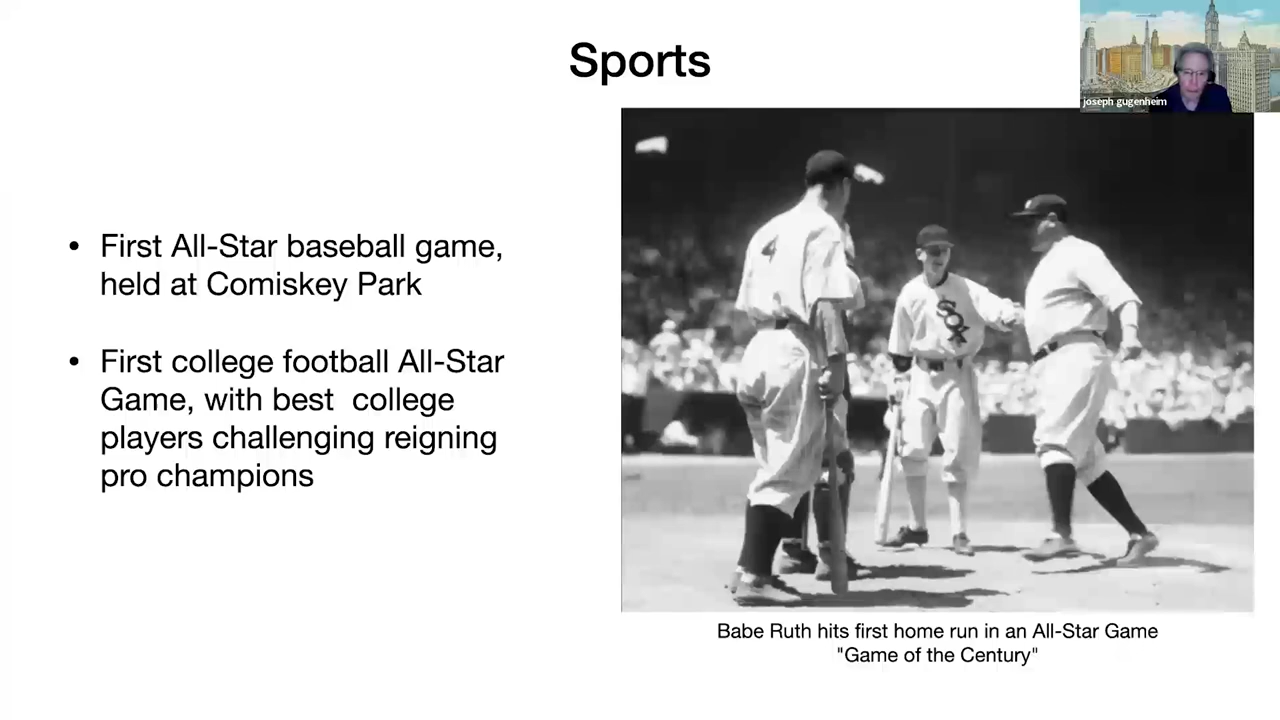 Sports
joseph gugenheim
• First All-Star baseball game,
held at Comiskey Park
• First college football All-Star
Game, with best  college
players challenging reigning
pro champions
4
SOX
Babe Ruth hits first home run in an All-Star Game
"Game of the Century"